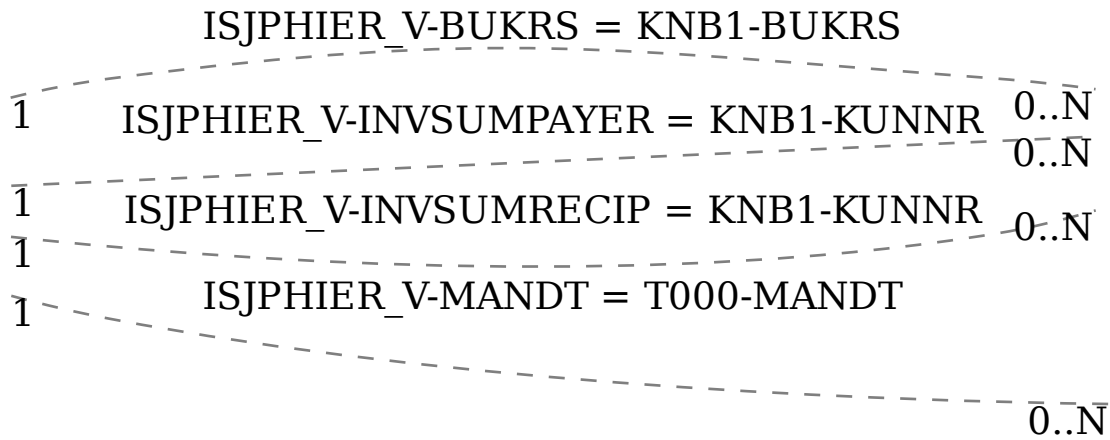 ISJPHIER_V-BUKRS = KNB1-BUKRS
1
0..N
ISJPHIER_V-INVSUMPAYER = KNB1-KUNNR
0..N
1
ISJPHIER_V-INVSUMRECIP = KNB1-KUNNR
0..N
1
ISJPHIER_V-MANDT = T000-MANDT
1
0..N